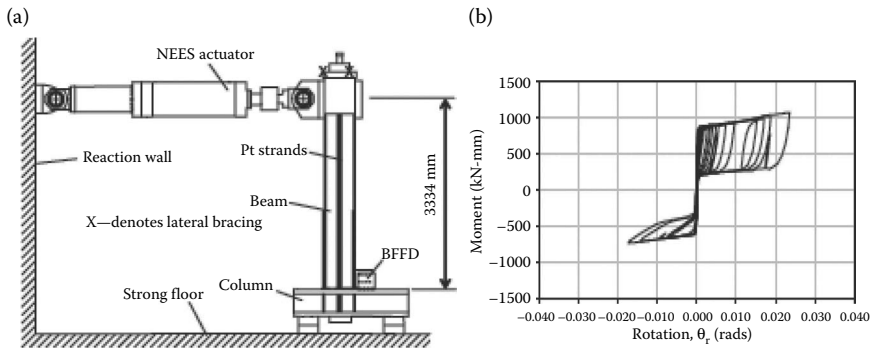 (a)
NEES actuator
Reaction wall
Pt strands
Beam
X—denotes lateral bracing
3334 mm
BFFD
Column
Strong floor
(b)
1500
1000
500
0
−500
−1000
−1500
Moment (kN-mm)
−0.040 −0.030 −0.020 −0.010 0.000 0.010 0.020 0.030 0.040
Rotation, θr (rads)